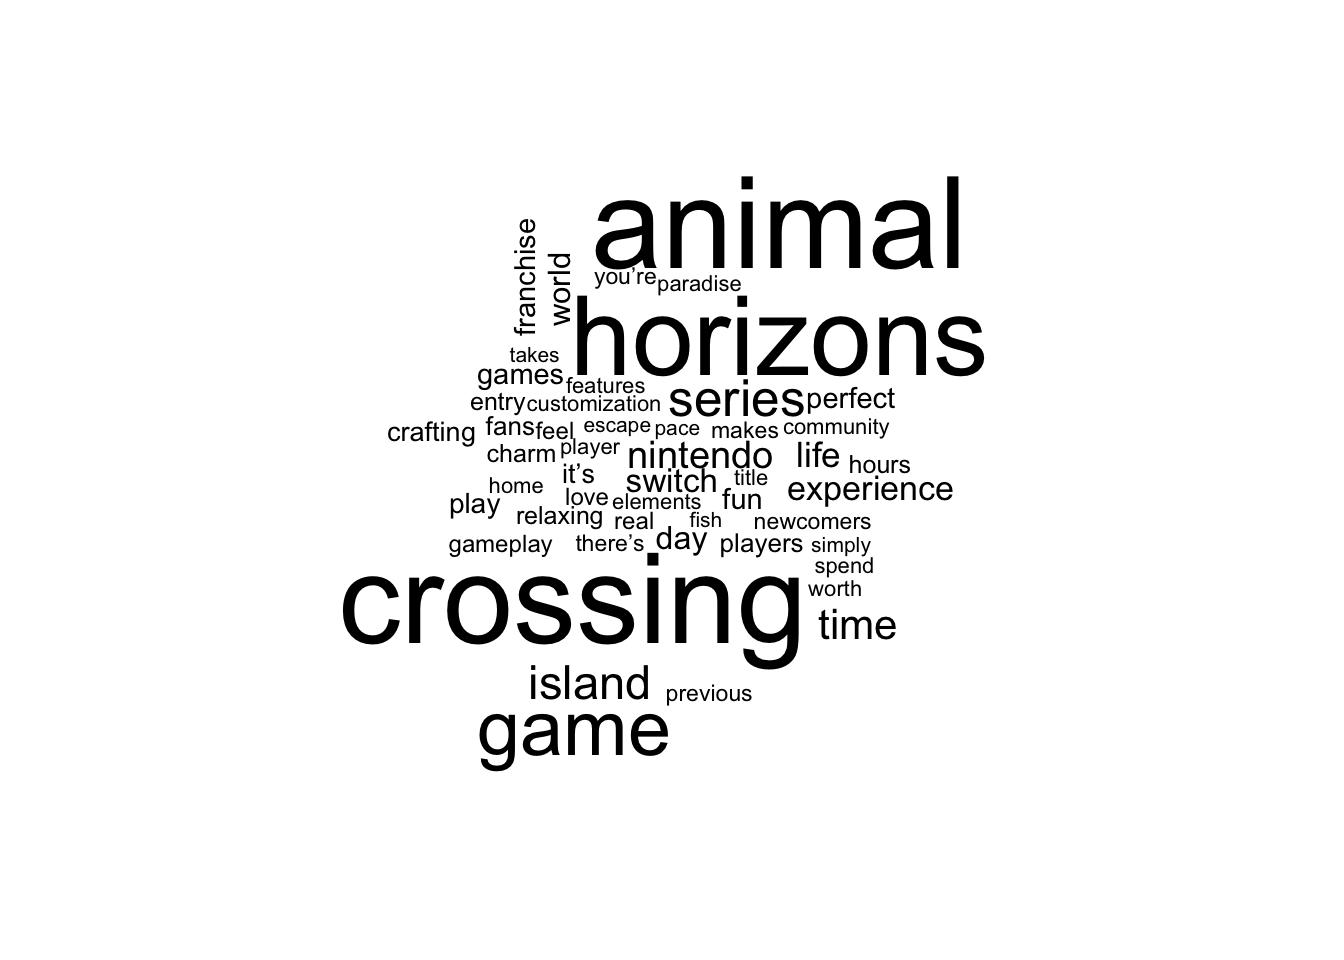 animal
franchise
world
you’re paradise
horizons
takes
games features
entry customization series perfect
crafting fans feel escape pace makes community
charm player nintendo life hours
it’s switch title experience
home love elements fun
play relaxing real fish newcomers
gameplay there’s day players simply
spend
crossing worth
time
island previous
game